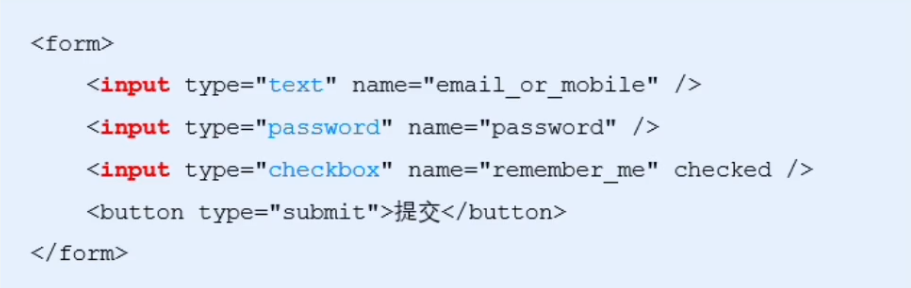 <form>
<input type="text" name="email_or_mobile" />
<input type="password" name="password" />
<input type="checkbox" name="remember_me" checked />
<button type="submit">提交</button>
</form>